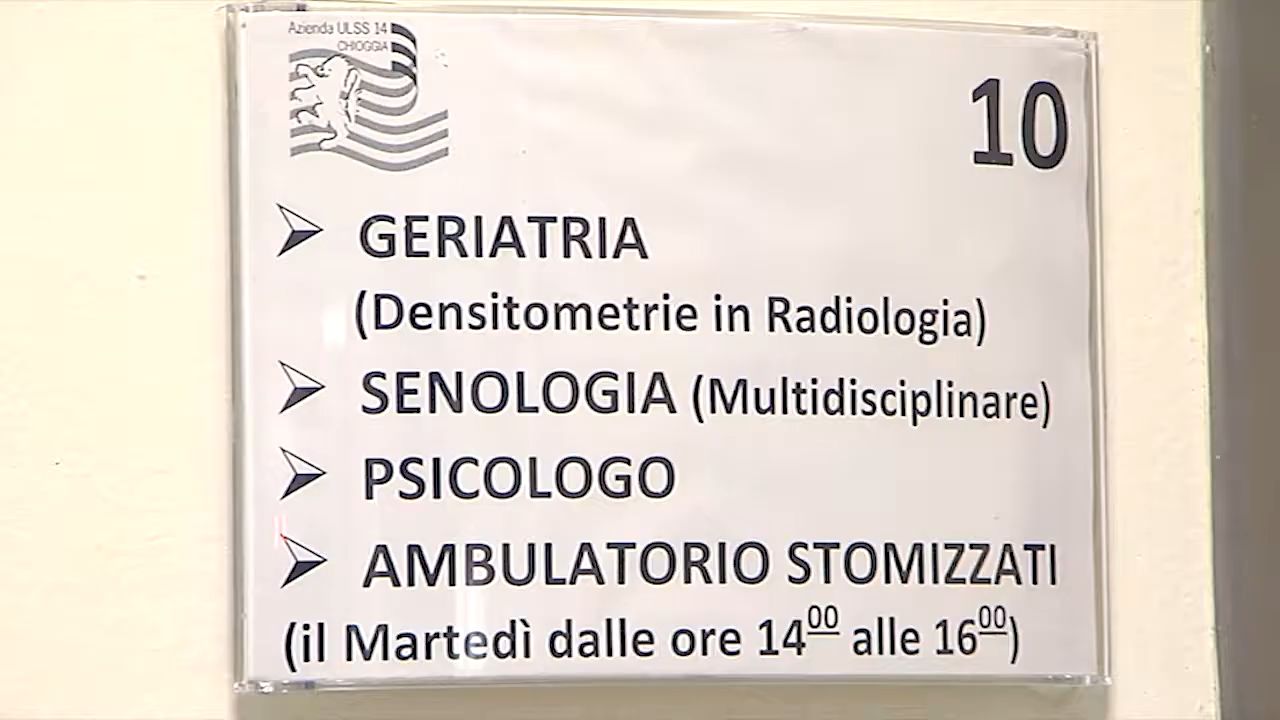 Azienda ULSS 14
CHIOGGIA
10
GERIATRIA
(Densitometrie in Radiologia)
SENOLOGIA (Multidisciplinare)
PSICOLOGO
AMBULATORIO STOMIZZATI
(il Martedì dalle ore 14⁰⁰ alle 16⁰⁰)